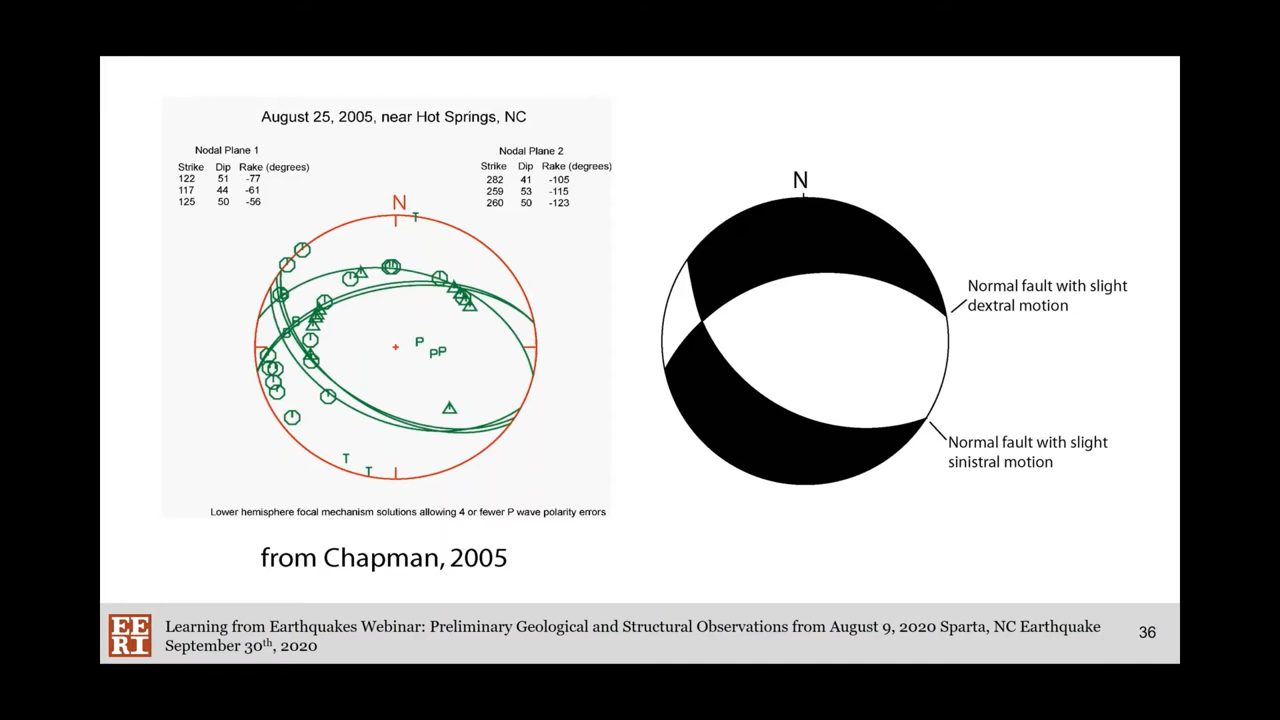 August 25, 2005, near Hot Springs, NC
Nodal Plane 1
Strike Dip Rake (degrees)
122 51 -77
117 44 -61
125 50 -56
Nodal Plane 2
Strike Dip Rake (degrees)
282 41 -105
259 53 -115
260 50 -123
N
T
P
P
P
P P
T
T
Lower hemisphere focal mechanism solutions allowing 4 or fewer P wave polarity errors
from Chapman, 2005
N
Normal fault with slight
dextral motion
Normal fault with slight
sinistral motion
EE
RI
Learning from Earthquakes Webinar: Preliminary Geological and Structural Observations from August 9, 2020 Sparta, NC Earthquake
September 30th, 2020
36